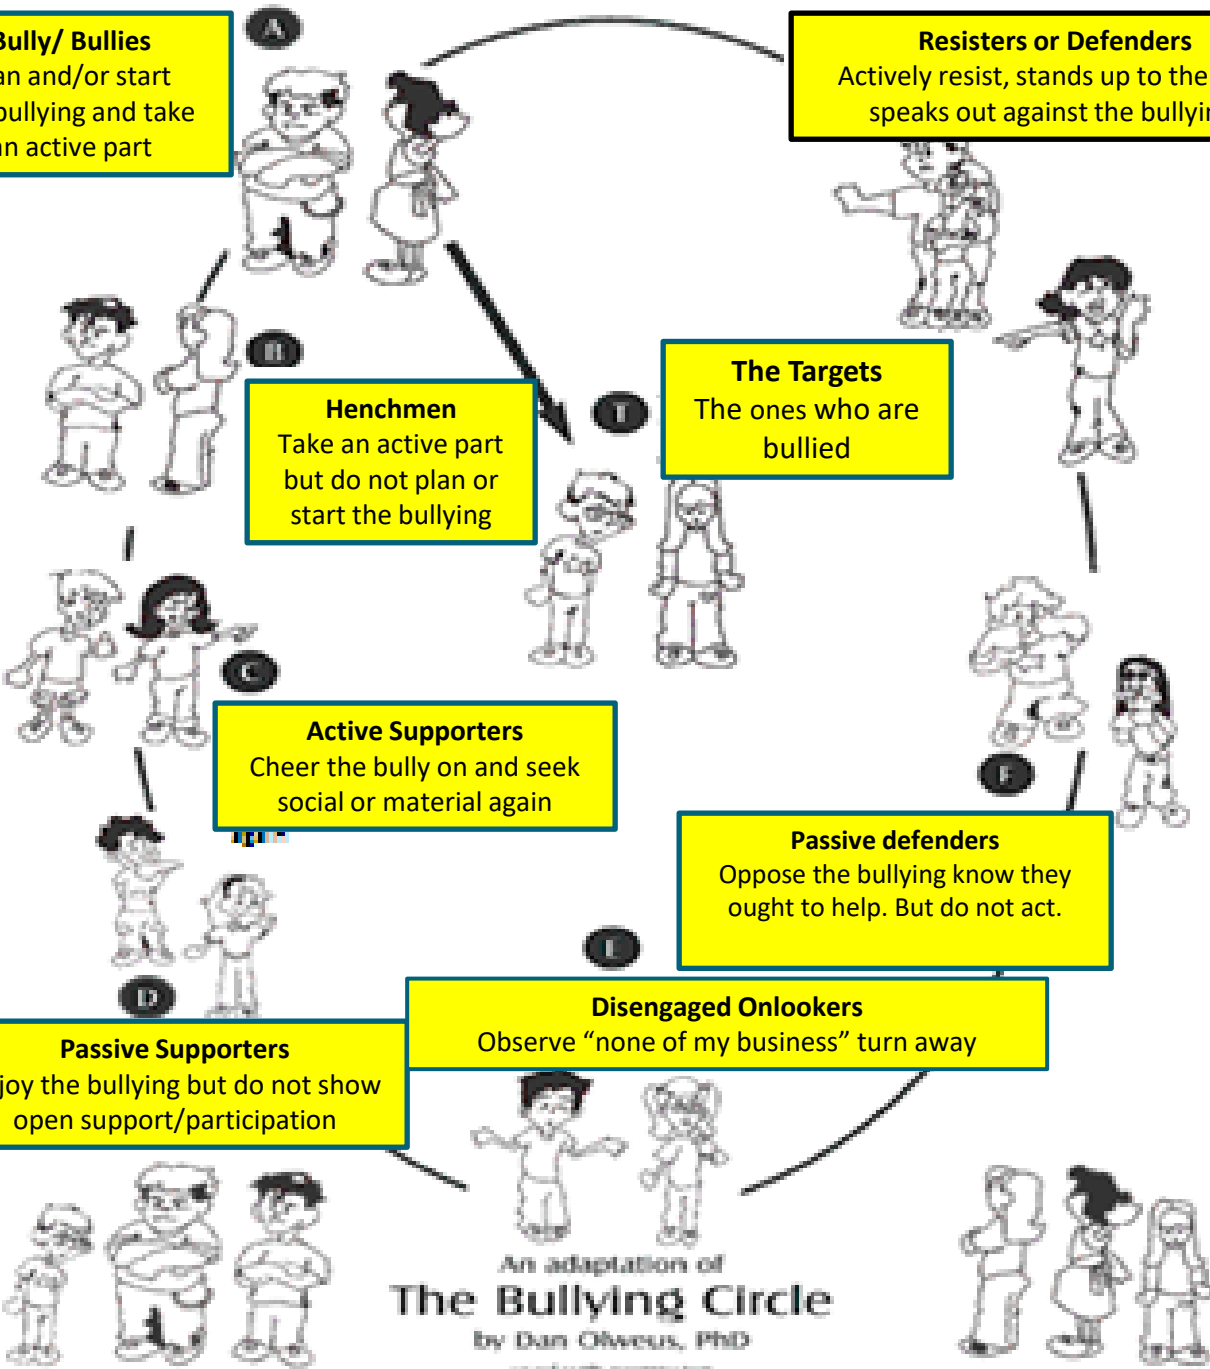 A
Bully/ Bullies
an and/or start
bullying and take
an active part
Resisters or Defenders
Actively resist, stands up to the
speaks out against the bullyin
B
Henchmen
Take an active part
but do not plan or
start the bullying
T
The Targets
The ones who are
bullied
C
Active Supporters
Cheer the bully on and seek
social or material again
F
Passive defenders
Oppose the bullying know they
ought to help. But do not act.
D
Passive Supporters
joy the bullying but do not show
open support/participation
E
Disengaged Onlookers
Observe “none of my business” turn away
An adaptation of
The Bullying Circle
by Dan Olweus, PhD